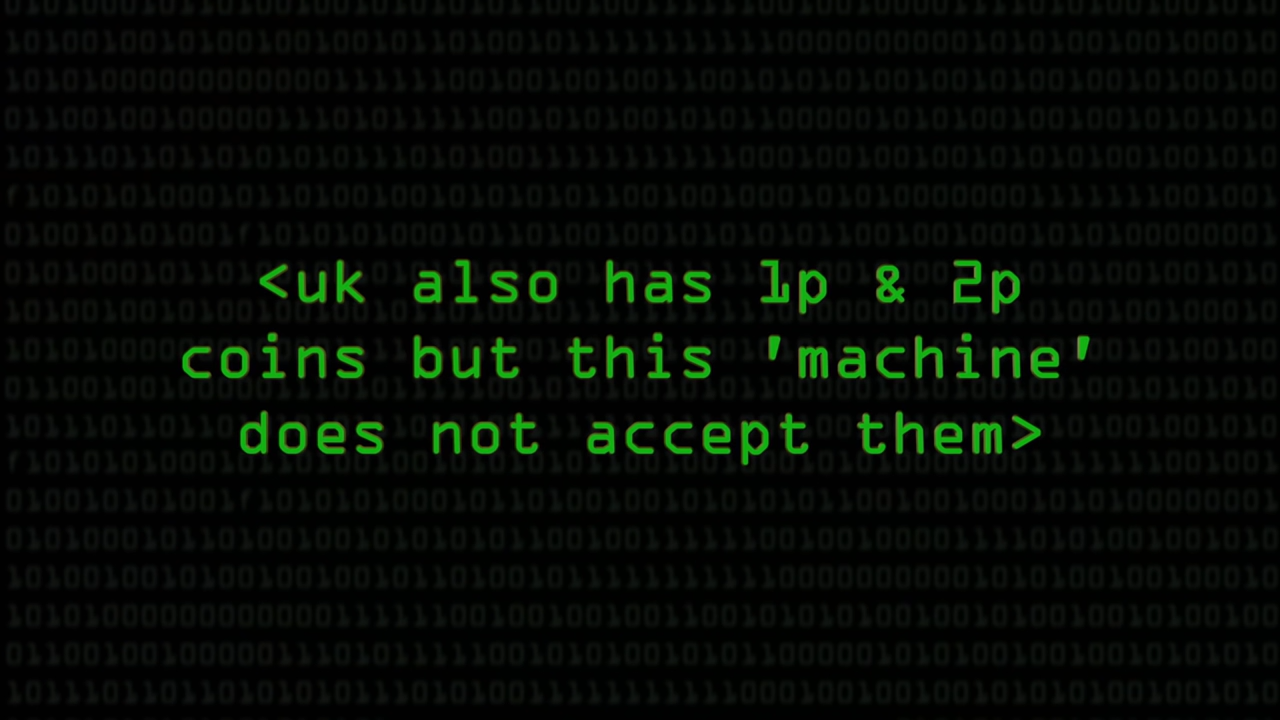 <uk also has 1p & 2p
coins but this 'machine'
does not accept them>